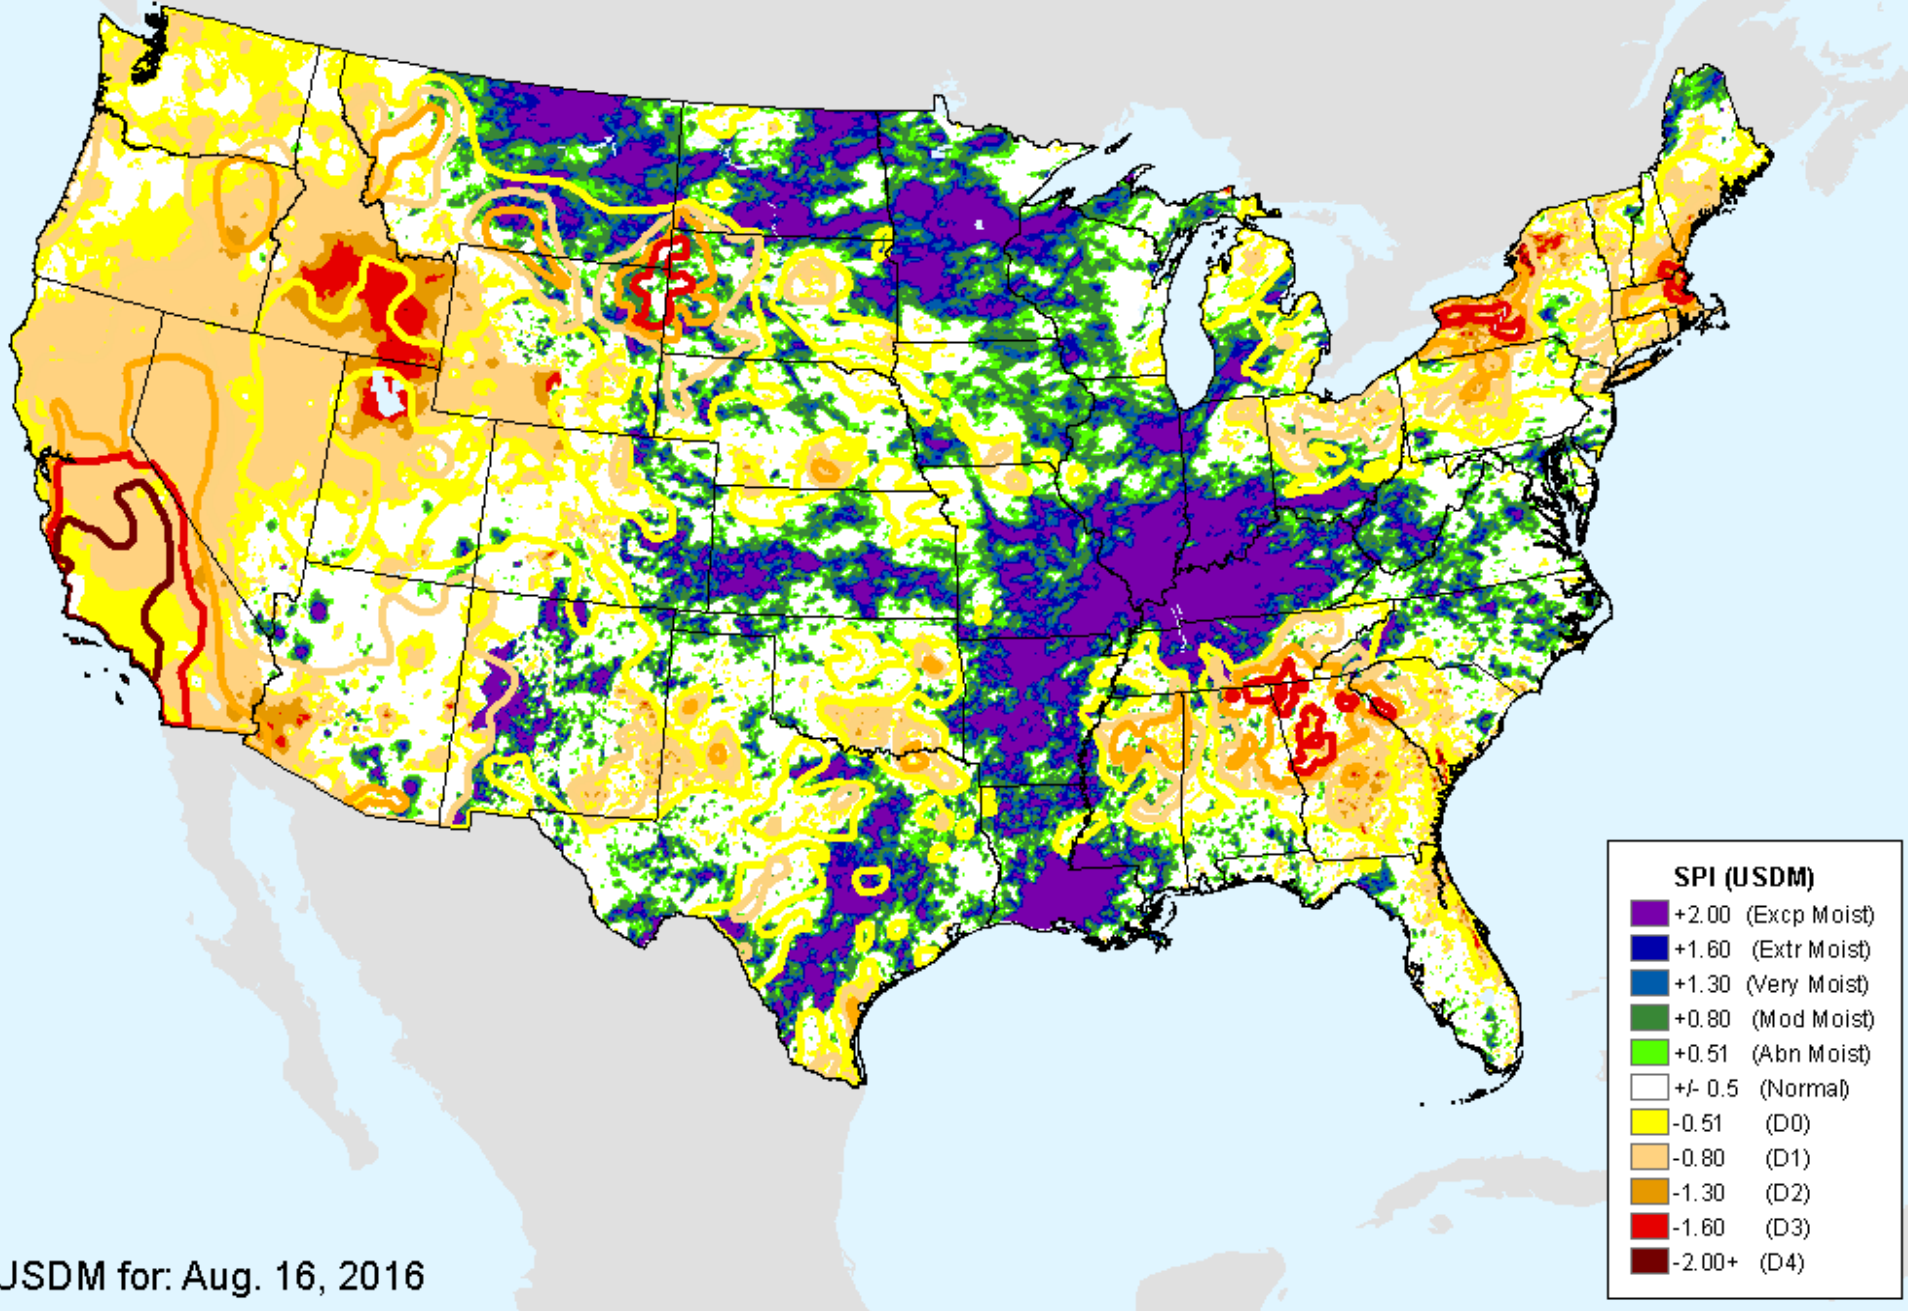 SPI (USDM)
+2.00 (Excp Moist)
+1.60 (Extr Moist)
+1.30 (Very Moist)
+0.80 (Mod Moist)
+0.51 (Abn Moist)
+/- 0.5 (Normal)
-0.51 (D0)
-0.80 (D1)
-1.30 (D2)
-1.60 (D3)
-2.00+ (D4)
USDM for: Aug. 16, 2016